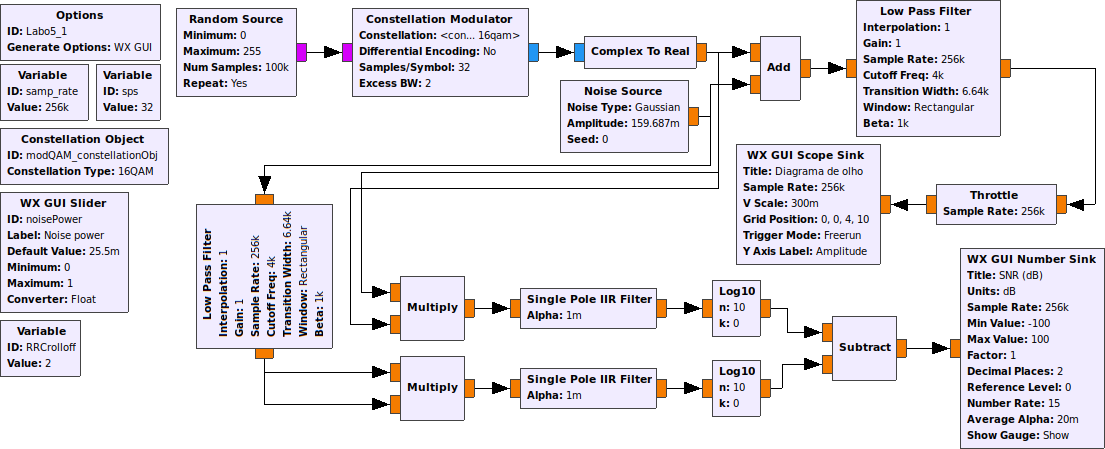 Options
ID: Labo5_1
Generate Options: WX GUI
Variable
ID: samp_rate
Value: 256k
Variable
ID: sps
Value: 32
Constellation Object
ID: modQAM_constellationObj
Constellation Type: 16QAM
WX GUI Slider
ID: noisePower
Label: Noise power
Default Value: 25.5m
Minimum: 0
Maximum: 1
Converter: Float
Variable
ID: RRCrolloff
Value: 2
Random Source
Minimum: 0
Maximum: 255
Num Samples: 100k
Repeat: Yes
Constellation Modulator
Constellation: <con... 16qam>
Differential Encoding: No
Samples/Symbol: 32
Excess BW: 2
Complex To Real
Noise Source
Noise Type: Gaussian
Amplitude: 159.687m
Seed: 0
Add
Low Pass Filter
Interpolation: 1
Gain: 1
Sample Rate: 256k
Cutoff Freq: 4k
Transition Width: 6.64k
Window: Rectangular
Beta: 1k
WX GUI Scope Sink
Title: Diagrama de olho
Sample Rate: 256k
V Scale: 300m
Grid Position: 0, 0, 4, 10
Trigger Mode: Freerun
Y Axis Label: Amplitude
Throttle
Sample Rate: 256k
Low Pass Filter
Interpolation: 1
Gain: 1
Sample Rate: 256k
Cutoff Freq: 4k
Transition Width: 6.64k
Window: Rectangular
Beta: 1k
Multiply
Single Pole IIR Filter
Alpha: 1m
Log10
n: 10
k: 0
Multiply
Single Pole IIR Filter
Alpha: 1m
Log10
n: 10
k: 0
Subtract
WX GUI Number Sink
Title: SNR (dB)
Units: dB
Sample Rate: 256k
Min Value: -100
Max Value: 100
Factor: 1
Decimal Places: 2
Reference Level: 0
Number Rate: 15
Average Alpha: 20m
Show Gauge: Show